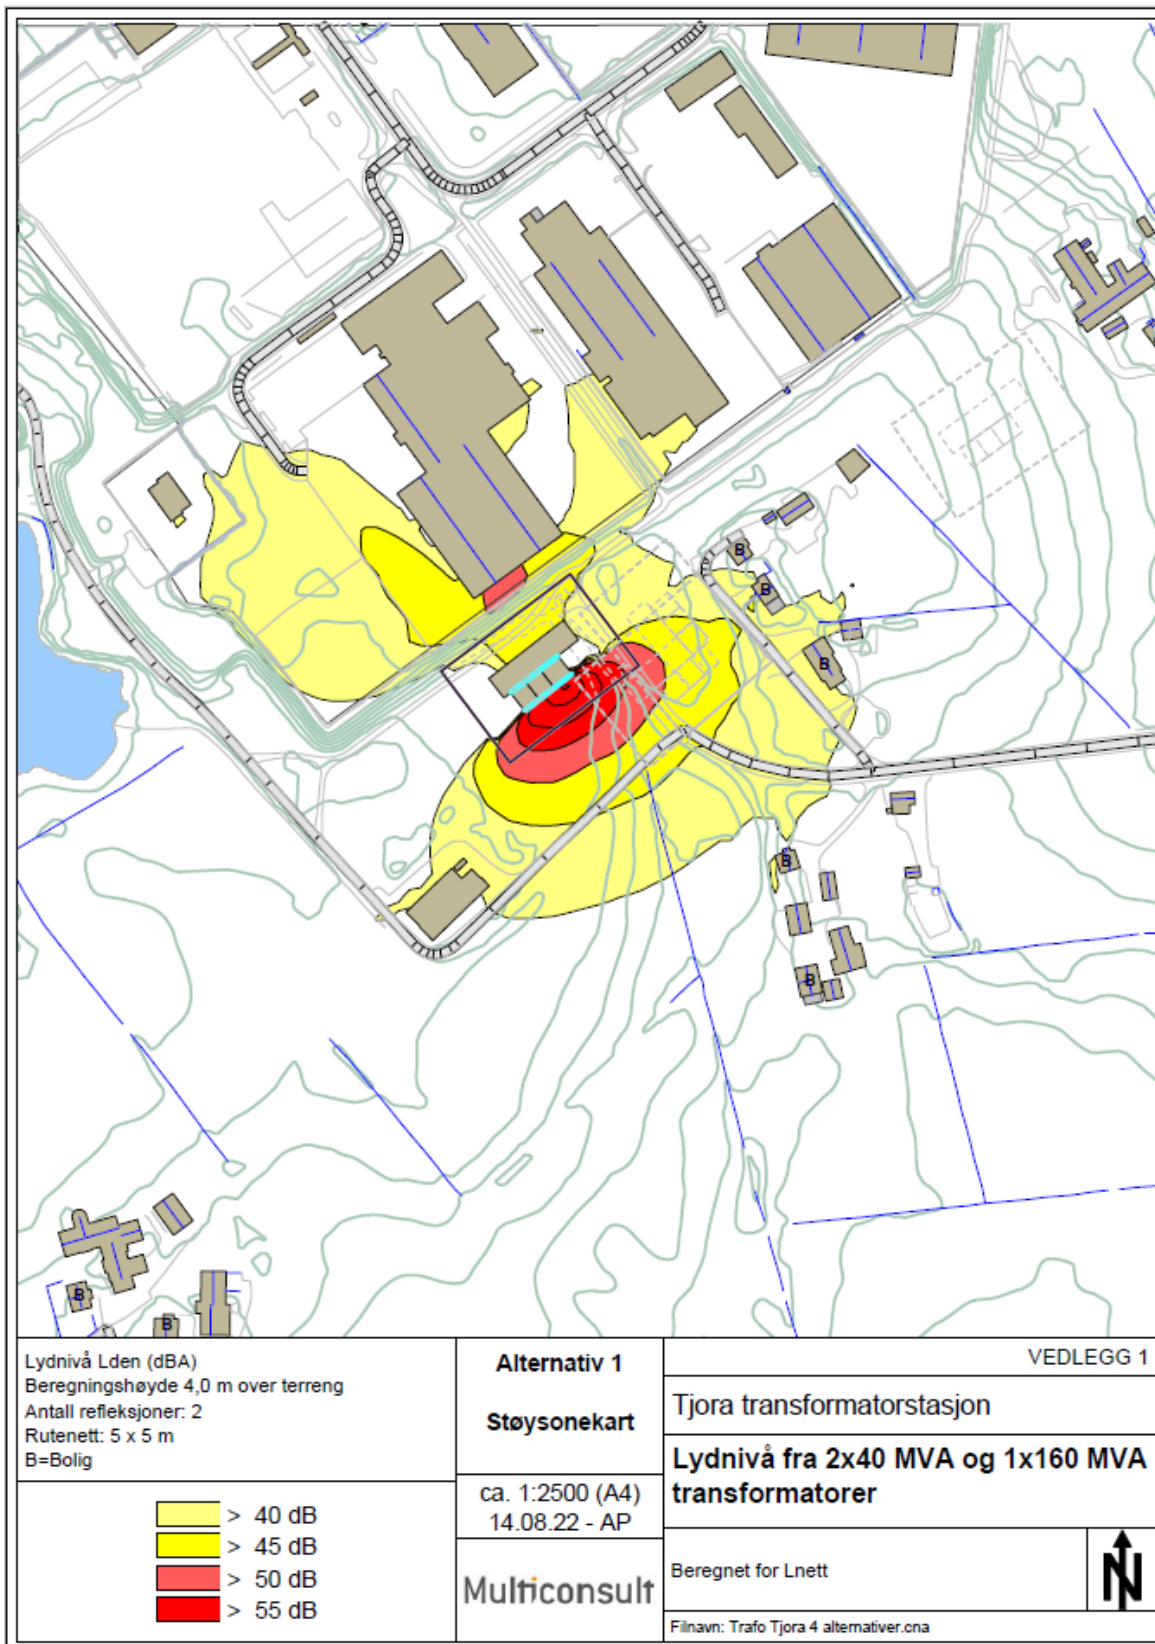 B
B
B
B
B
B
B
Lydnivå Lden (dBA)
Beregningshøyde 4,0 m over terreng
Antall refleksjoner: 2
Rutenett: 5 x 5 m
B=Bolig
> 40 dB
> 45 dB
> 50 dB
> 55 dB
Alternativ 1
Støysonekart
ca. 1:2500 (A4)
14.08.22 - AP
Multiconsult
VEDLEGG 1
Tjora transformatorstasjon
Lydnivå fra 2x40 MVA og 1x160 MVA
transformatorer
Beregnet for Lnett
N
Filnavn: Trafo Tjora 4 alternativer.cna